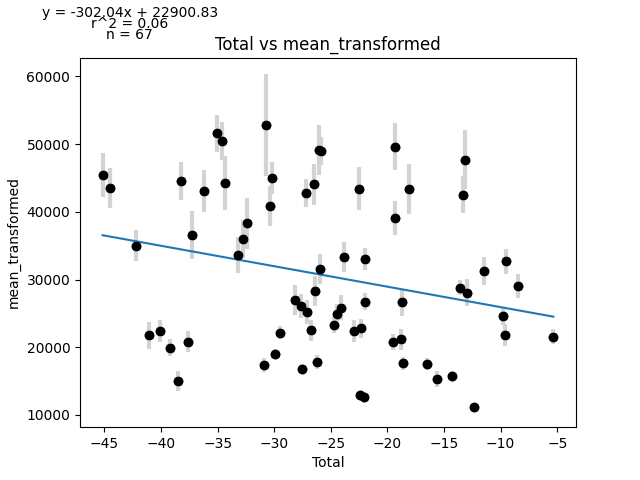 y = -302.04x + 22900.83
r^2 = 0.06
n = 67
Total vs mean_transformed
60000
50000
40000
30000
20000
10000
mean_transformed
−45 −40 −35 −30 −25 −20 −15 −10 −5
Total